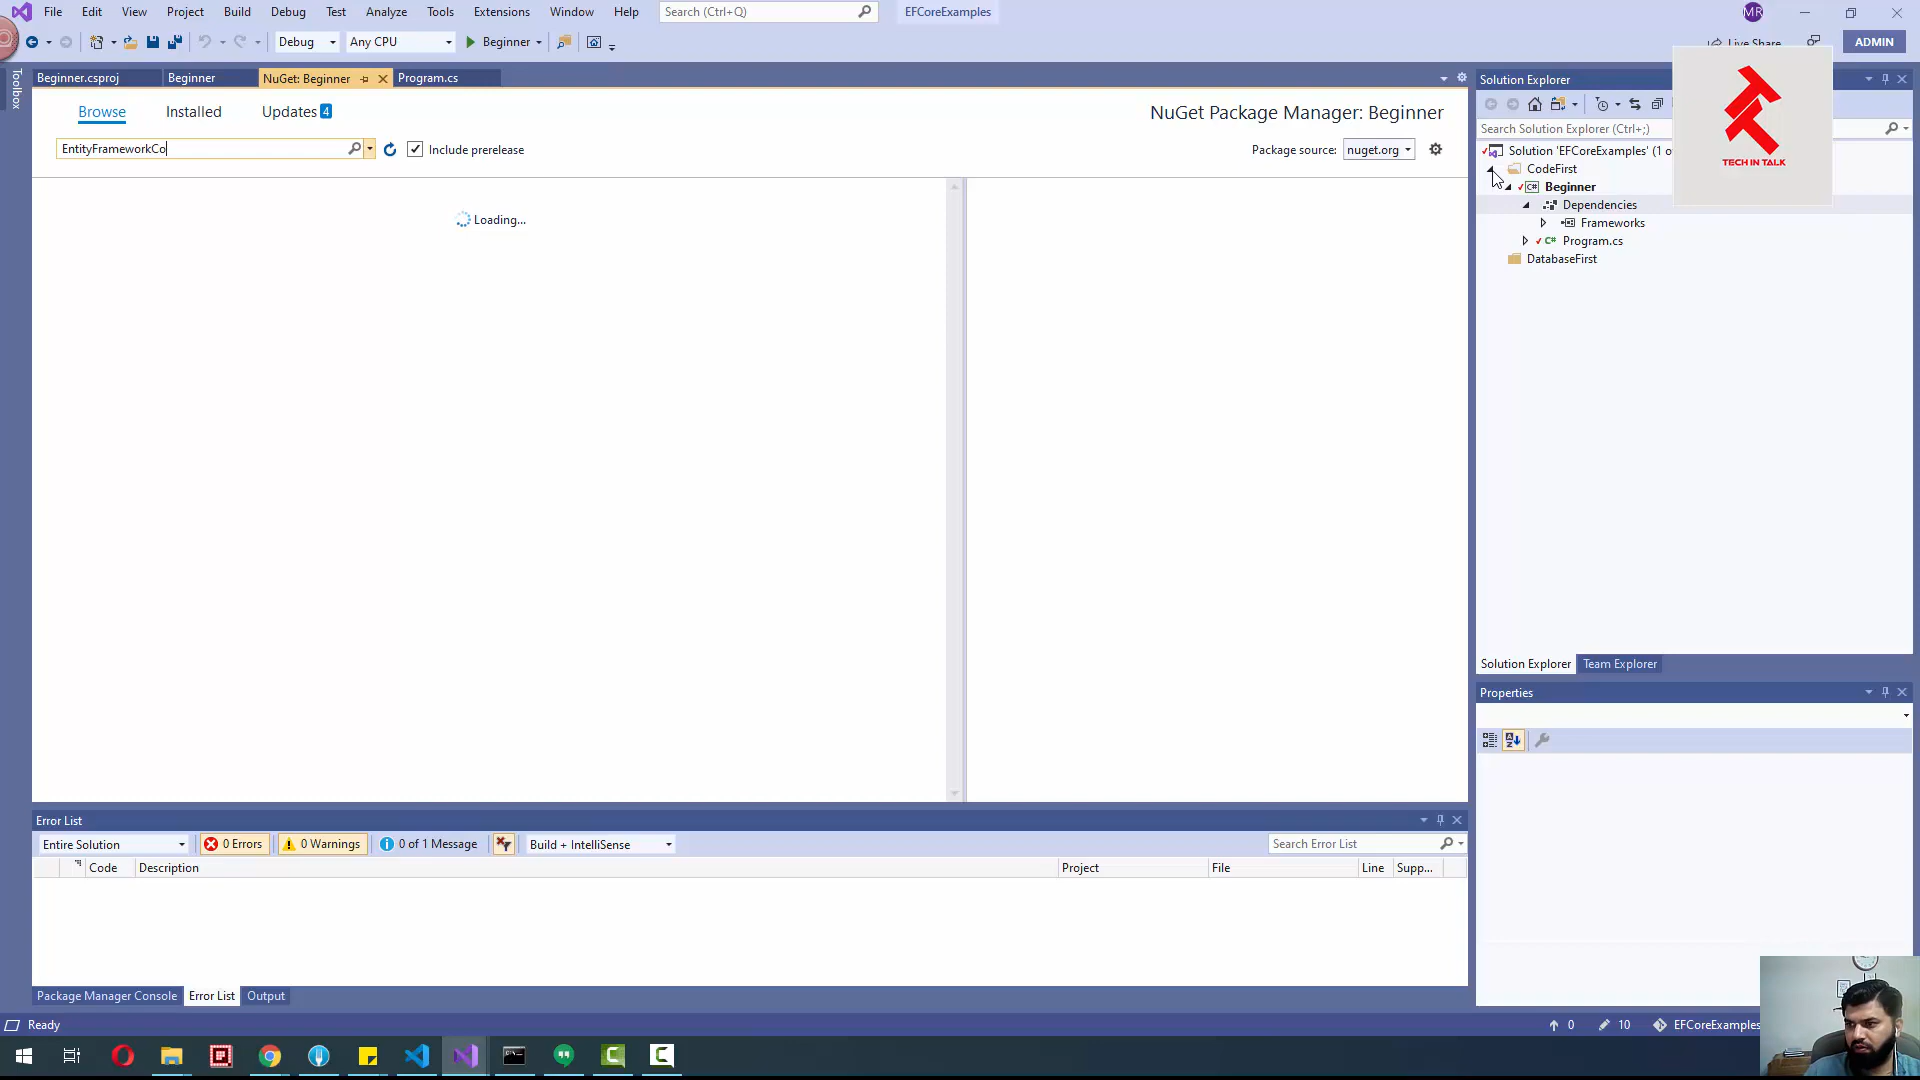 File Edit View Project Build Debug Test Analyze Tools Extensions Window Help Search (Ctrl+Q) EFCoreExamples MR
Debug Any CPU Beginner Live Share ADMIN
Toolbox
Beginner.csproj Beginner NuGet: Beginner Program.cs
Browse Installed Updates 4 NuGet Package Manager: Beginner
EntityFrameworkCo Include prerelease Package source: nuget.org
Loading...
Solution Explorer
Search Solution Explorer (Ctrl+;)
Solution 'EFCoreExamples' (1 o
CodeFirst
C# Beginner
Dependencies
Frameworks
C# Program.cs
DatabaseFirst
TECH IN TALK
Solution Explorer Team Explorer
Properties
Error List
Entire Solution 0 Errors 0 Warnings 0 of 1 Message Build + IntelliSense Search Error List
Code Description Project File Line Supp...
Package Manager Console Error List Output
Ready 0 10 EFCoreExamples